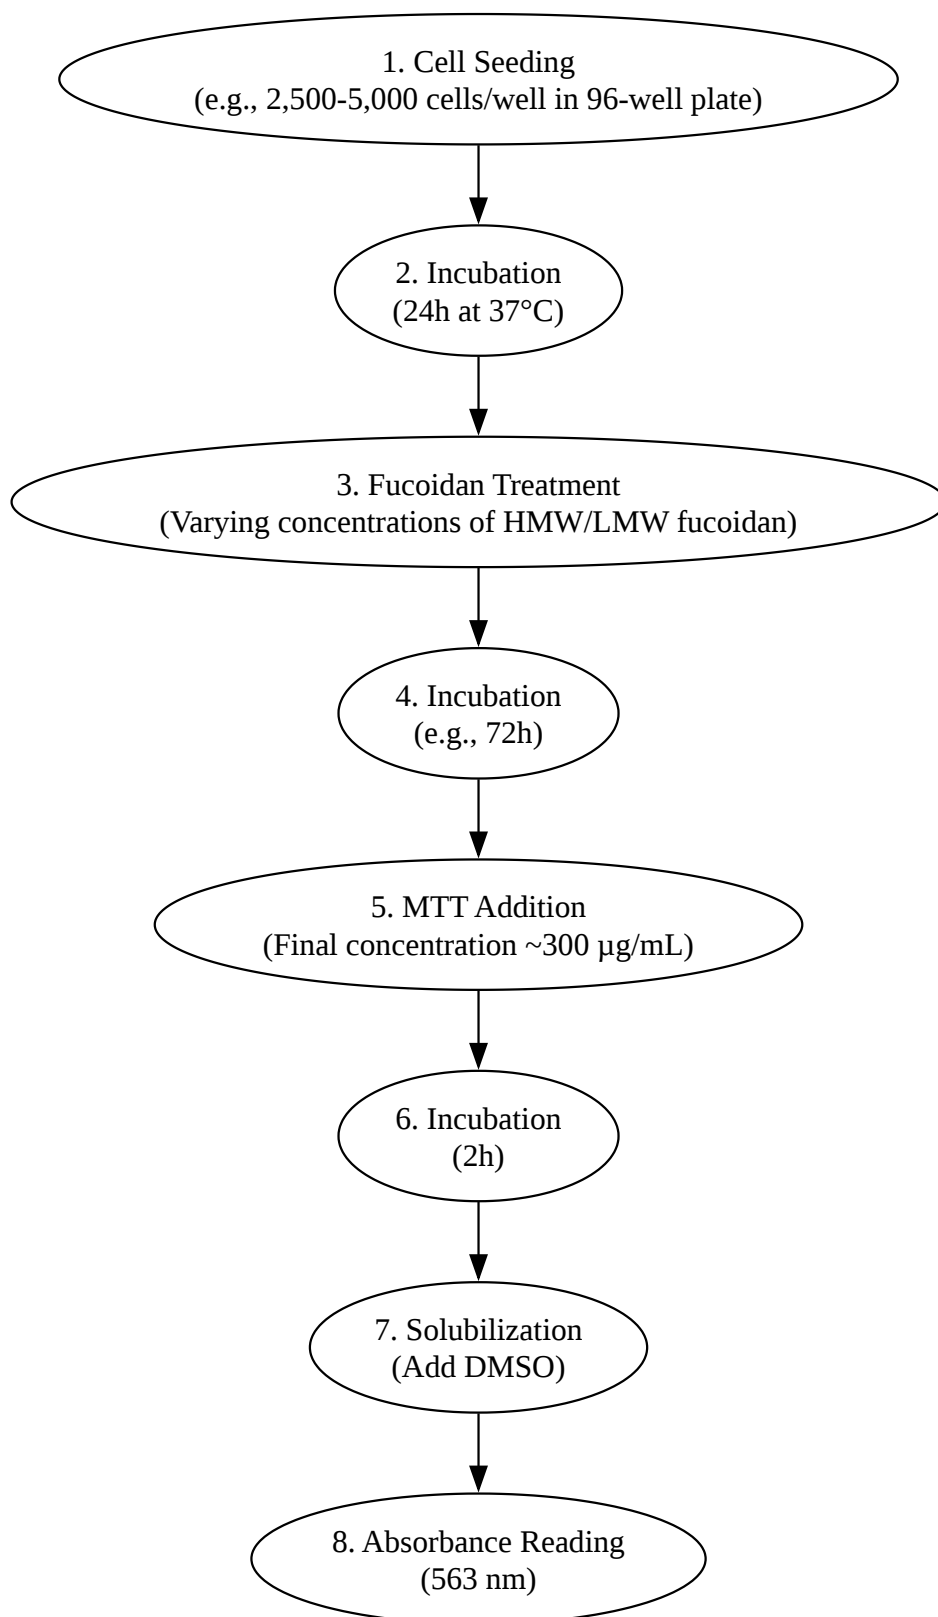 1. Cell Seeding
(e.g., 2,500-5,000 cells/well in 96-well plate)
2. Incubation
(24h at 37°C)
3. Fucoidan Treatment
(Varying concentrations of HMW/LMW fucoidan)
4. Incubation
(e.g., 72h)
5. MTT Addition
(Final concentration ~300 µg/mL)
6. Incubation
(2h)
7. Solubilization
(Add DMSO)
8. Absorbance Reading
(563 nm)